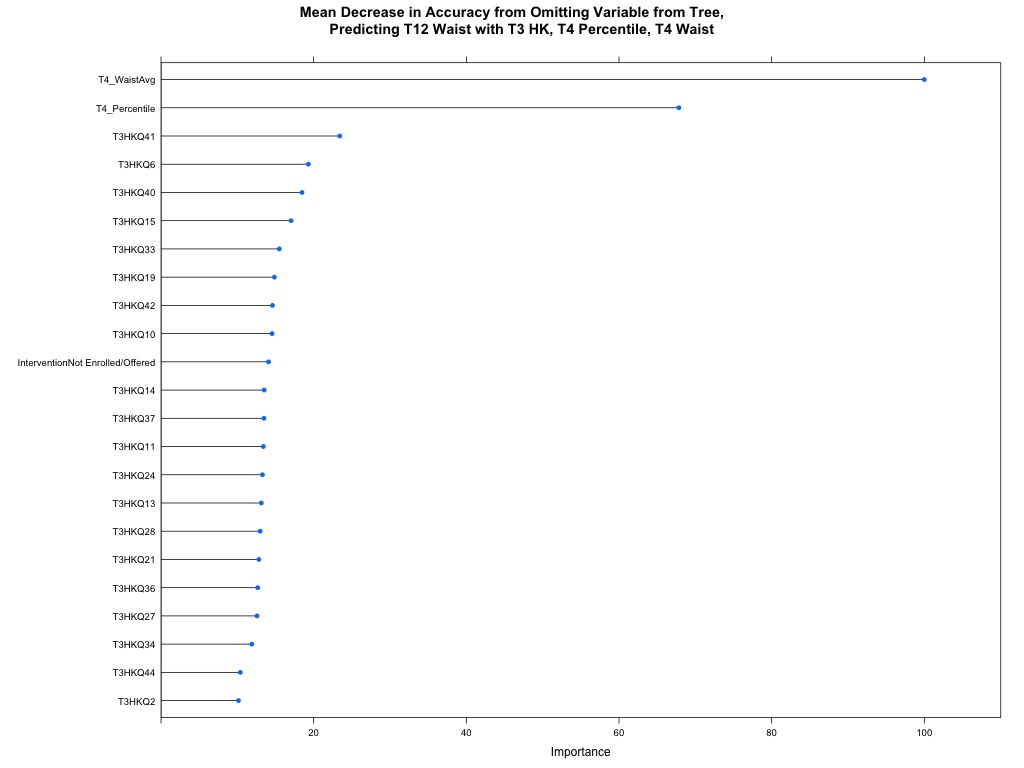 Mean Decrease in Accuracy from Omitting Variable from Tree,
Predicting T12 Waist with T3 HK, T4 Percentile, T4 Waist
T4_WaistAvg
T4_Percentile
T3HKQ41
T3HKQ6
T3HKQ40
T3HKQ15
T3HKQ33
T3HKQ19
T3HKQ42
T3HKQ10
InterventionNot Enrolled/Offered
T3HKQ14
T3HKQ37
T3HKQ11
T3HKQ24
T3HKQ13
T3HKQ28
T3HKQ21
T3HKQ36
T3HKQ27
T3HKQ34
T3HKQ44
T3HKQ2
20 40 60 80 100
Importance